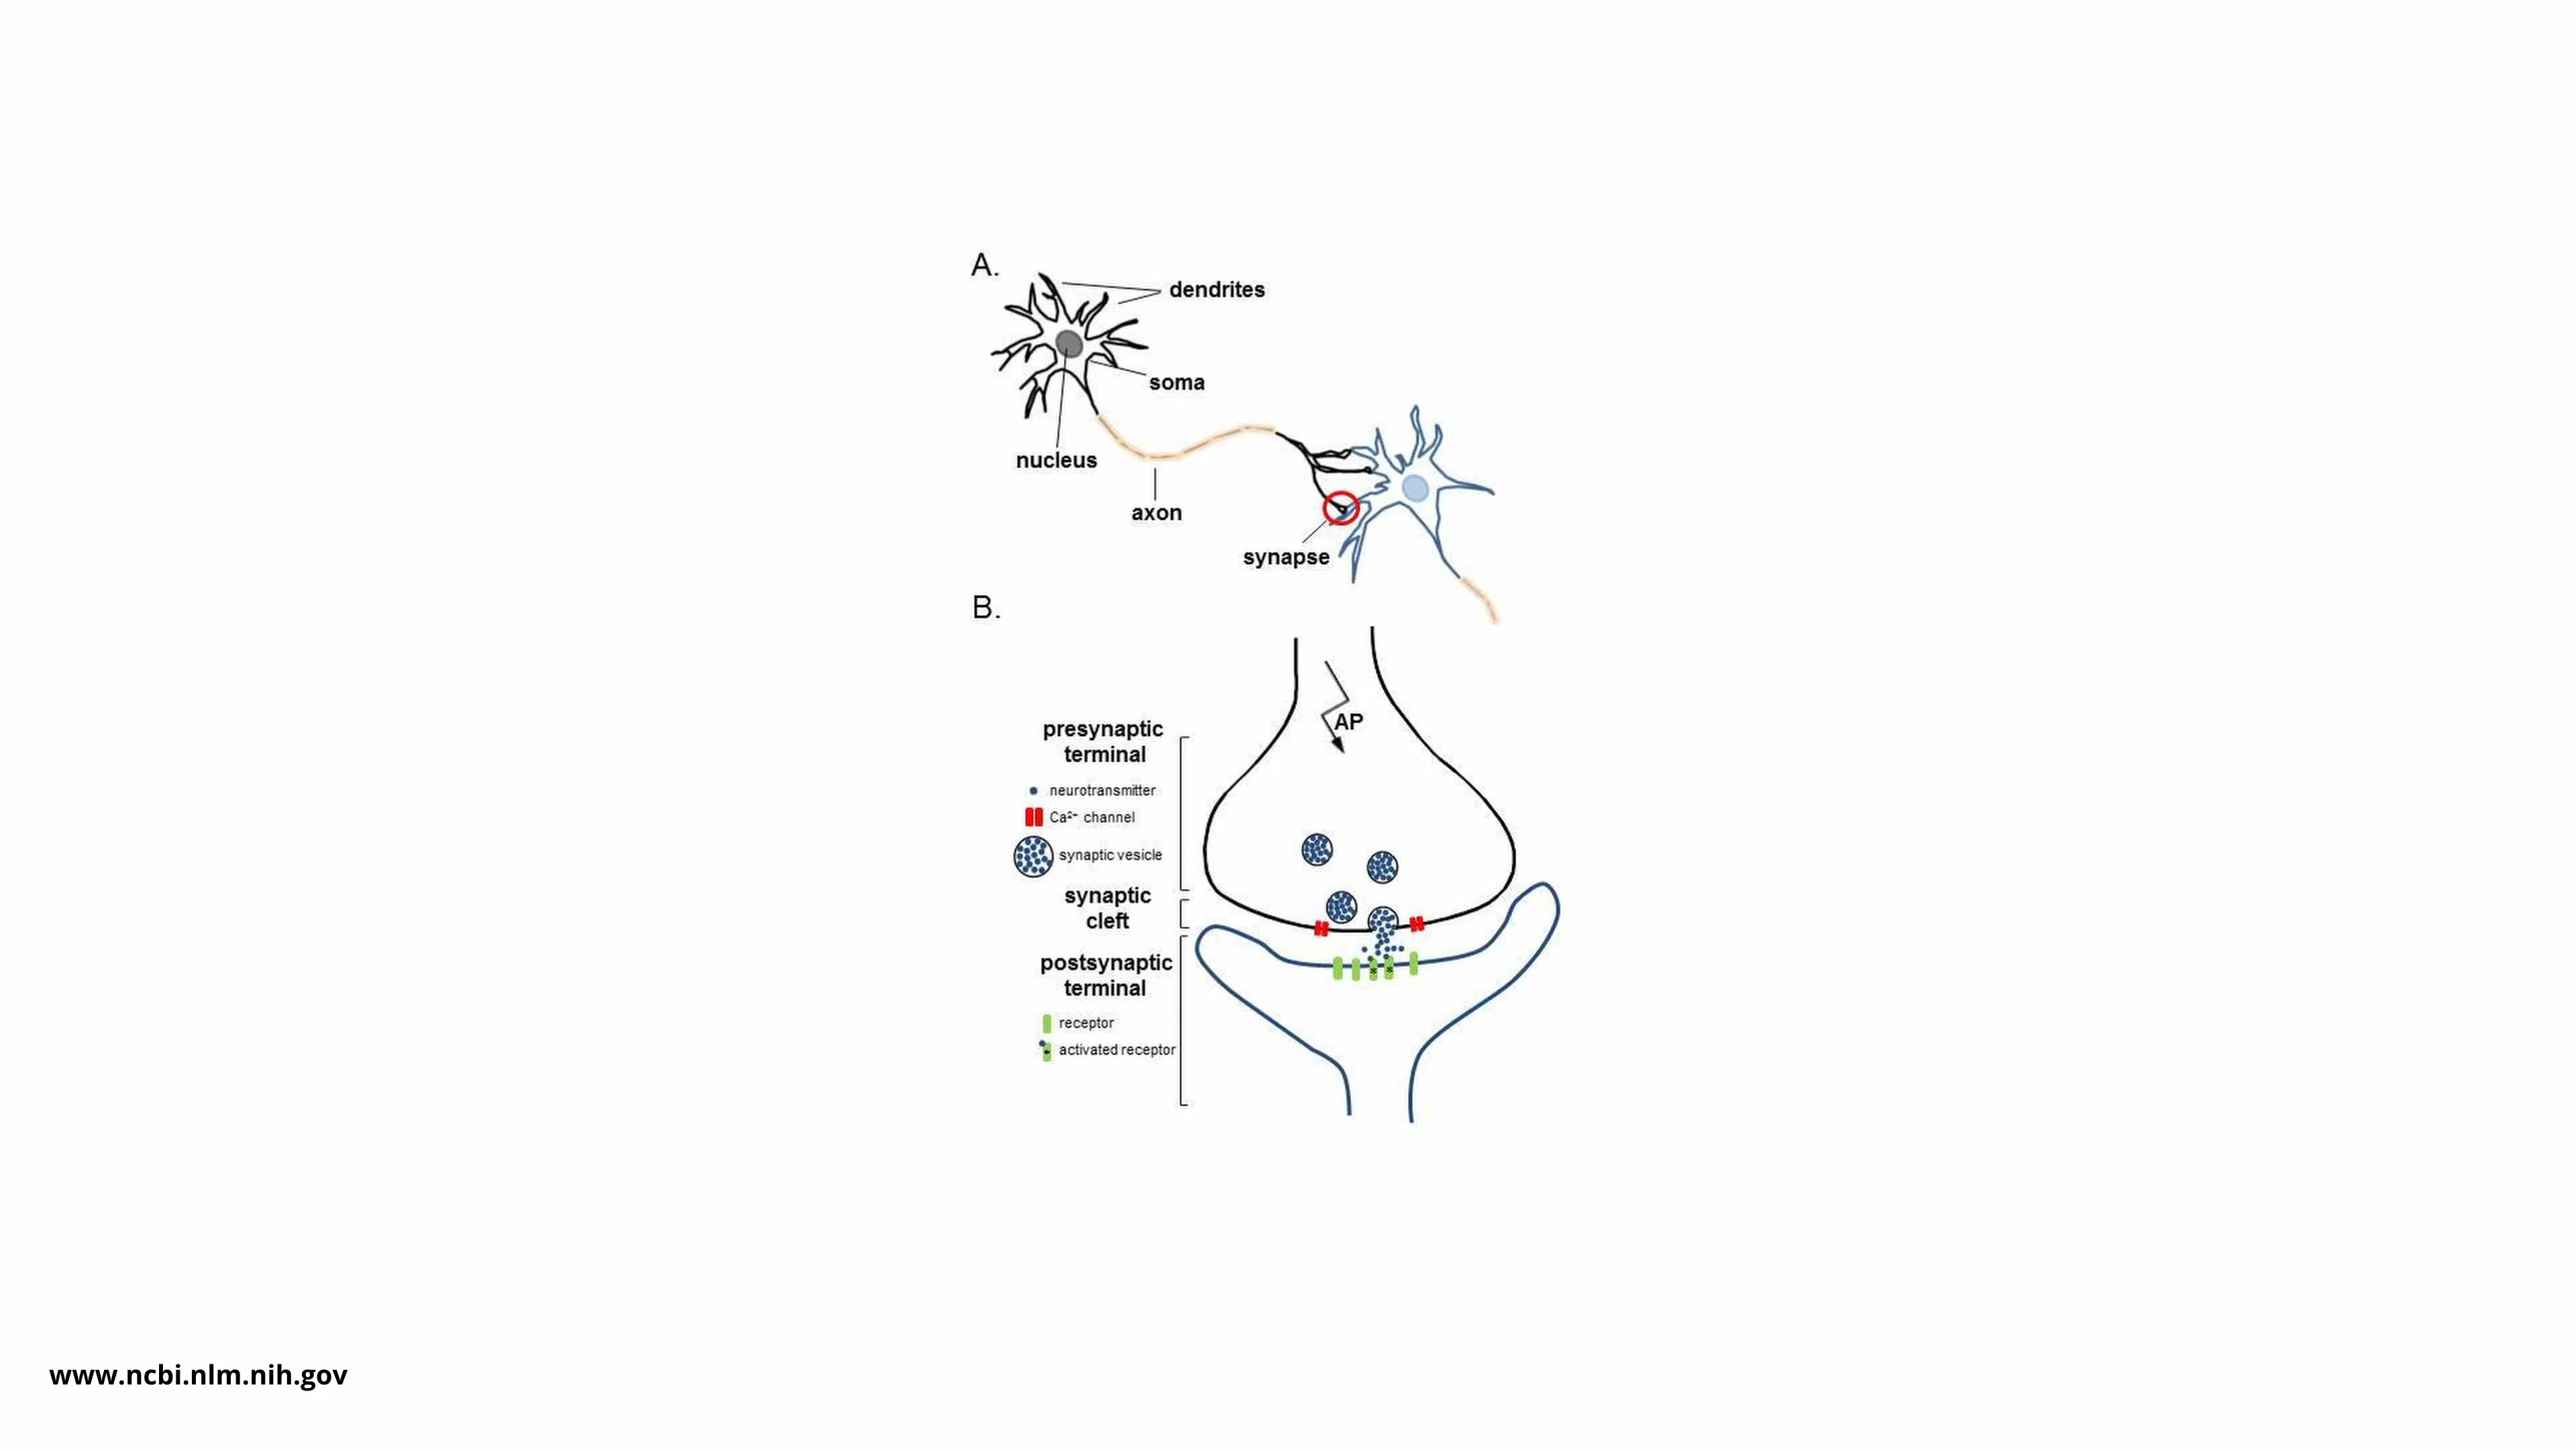 A.
dendrites
soma
nucleus
axon
synapse
B.
AP
presynaptic
terminal
neurotransmitter
Ca²⁺ channel
synaptic vesicle
synaptic
cleft
postsynaptic
terminal
receptor
activated receptor
www.ncbi.nlm.nih.gov